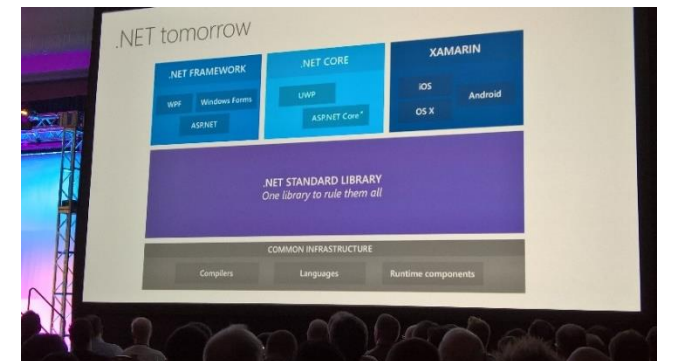 .NET tomorrow
.NET FRAMEWORK
WPF
Windows Forms
ASP.NET
.NET CORE
UWP
ASP.NET Core*
XAMARIN
iOS
Android
OS X
.NET STANDARD LIBRARY
One library to rule them all
COMMON INFRASTRUCTURE
Compilers
Languages
Runtime components